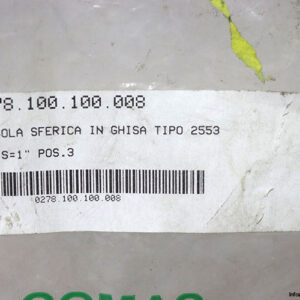 78.100.100.008
OLA SFERICA IN GHISA TIPO 2553
S=1" POS.3
0278.100.100.008